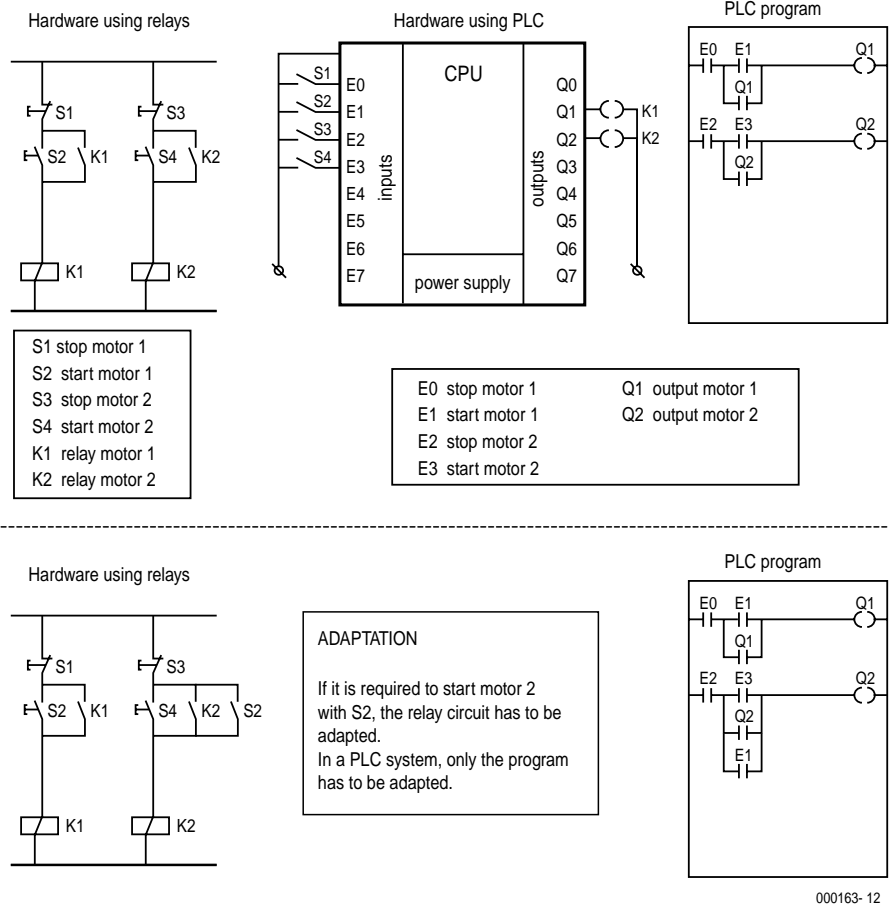 Hardware using relays
Hardware using PLC
PLC program
S1
S2
K1
S3
S4
K2
K1
K2
S1
S2
S3
S4
E0
E1
E2
E3
E4
E5
E6
E7
inputs
CPU
power supply
outputs
Q0
Q1
Q2
Q3
Q4
Q5
Q6
Q7
K1
K2
E0 E1 Q1
Q1
E2 E3 Q2
Q2
S1 stop motor 1
S2 start motor 1
S3 stop motor 2
S4 start motor 2
K1 relay motor 1
K2 relay motor 2
E0 stop motor 1 Q1 output motor 1
E1 start motor 1 Q2 output motor 2
E2 stop motor 2
E3 start motor 2
Hardware using relays
PLC program
S1
S2
K1
S3
S4
K2
S2
K1
K2
ADAPTATION
If it is required to start motor 2
with S2, the relay circuit has to be
adapted.
In a PLC system, only the program
has to be adapted.
E0 E1 Q1
Q1
E2 E3 Q2
Q2
E1
000163- 12